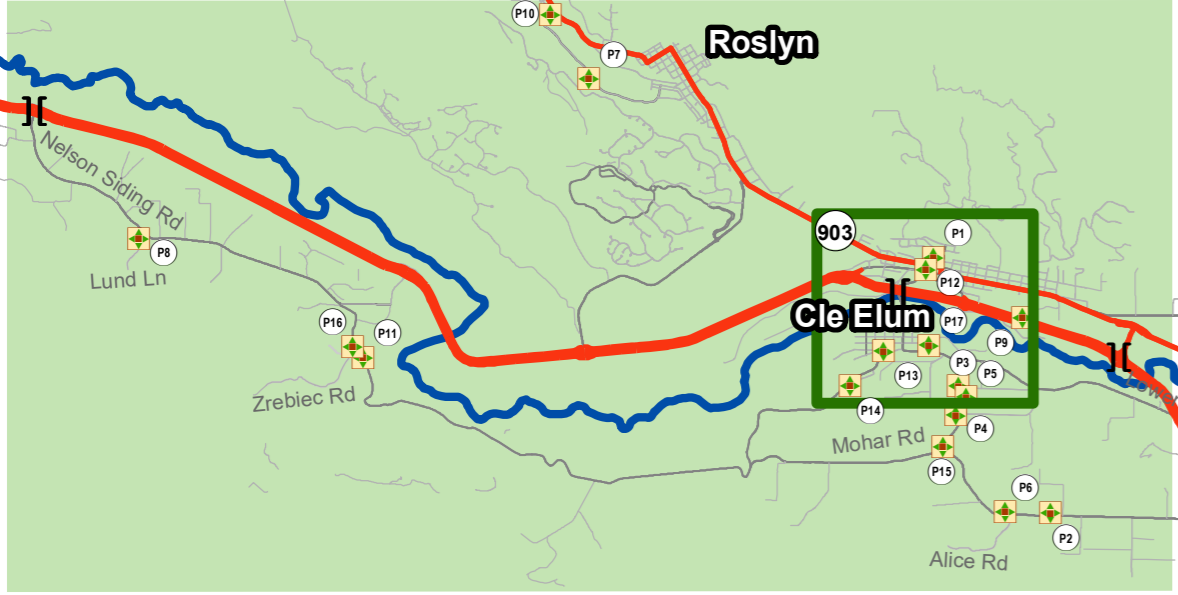 P10
Roslyn
P7
Nelson Siding Rd
903
P1
P8
Lund Ln
P12
Cle Elum
P16
P11
P17
P9
P3
P5
P13
Zrebiec Rd
P14
P4
Mohar Rd
P15
P6
P2
Alice Rd